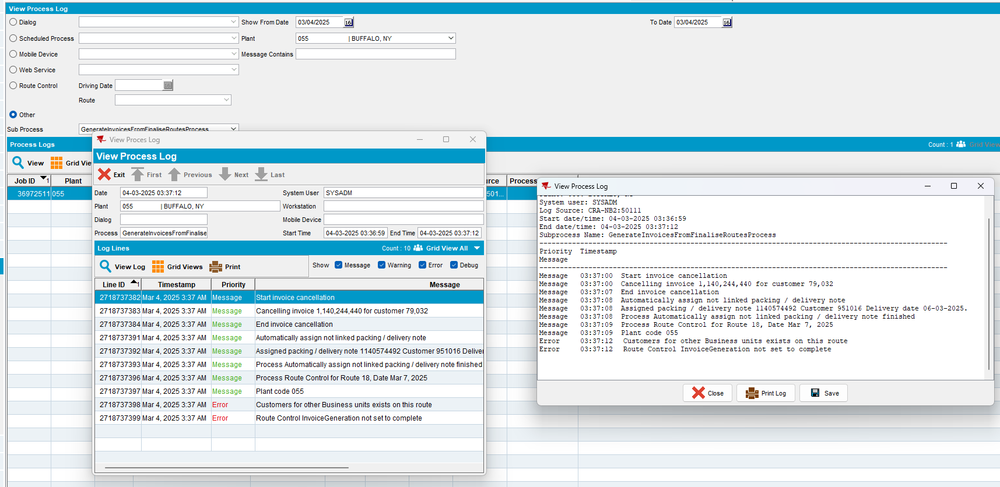 View Process Log
Dialog
Show From Date 03/04/2025 16
To Date 03/04/2025 16
Scheduled Process
Plant 055 | BUFFALO, NY
Mobile Device
Message Contains
Web Service
Route Control Driving Date 16
Route
Other
Sub Process GenerateInvoicesFromFinaliseRoutesProcess
Process Logs
Count : 1 Grid View
View Grid Vie
Job ID 1 Plant
36972511 055
rce Process
501...
View Proces Log
View Process Log
Exit First Previous Next Last
Date 04-03-2025 03:37:12 System User SYSADM
Plant 055 | BUFFALO, NY Workstation
Dialog Mobile Device
Process GenerateInvoicesFromFinalise Start Time 04-03-2025 03:36:59 End Time 04-03-2025 03:37:12
Log Lines Count : 10 Grid View All
View Log Grid Views Print Show Message Warning Error Debug
Line ID 1 Timestamp Priority Message
2718737382 Mar 4, 2025 3:37 AM Message Start invoice cancellation
2718737383 Mar 4, 2025 3:37 AM Message Cancelling invoice 1,140,244,440 for customer 79,032
2718737384 Mar 4, 2025 3:37 AM Message End invoice cancellation
2718737391 Mar 4, 2025 3:37 AM Message Automatically assign not linked packing / delivery note
2718737392 Mar 4, 2025 3:37 AM Message Assigned packing / delivery note 1140574492 Customer 951016 Deliver
2718737393 Mar 4, 2025 3:37 AM Message Process Automatically assign not linked packing / delivery note finished
2718737396 Mar 4, 2025 3:37 AM Message Process Route Control for Route 18, Date Mar 7, 2025
2718737397 Mar 4, 2025 3:37 AM Message Plant code 055
2718737398 Mar 4, 2025 3:37 AM Error Customers for other Business units exists on this route
2718737399 Mar 4, 2025 3:37 AM Error Route Control InvoiceGeneration not set to complete
View Process Log
System user: SYSADM
Log Source: CRA-NB2:50111
Start date/time: 04-03-2025 03:36:59
End date/time: 04-03-2025 03:37:12
Subprocess Name: GenerateInvoicesFromFinaliseRoutesProcess
Priority Timestamp
Message
Message 03:37:00 Start invoice cancellation
Message 03:37:00 Cancelling invoice 1,140,244,440 for customer 79,032
Message 03:37:07 End invoice cancellation
Message 03:37:08 Automatically assign not linked packing / delivery note
Message 03:37:08 Assigned packing / delivery note 1140574492 Customer 951016 Delivery date 06-03-2025.
Message 03:37:08 Process Automatically assign not linked packing / delivery note finished
Message 03:37:09 Process Route Control for Route 18, Date Mar 7, 2025
Message 03:37:09 Plant code 055
Error 03:37:12 Customers for other Business units exists on this route
Error 03:37:12 Route Control InvoiceGeneration not set to complete
Close Print Log Save